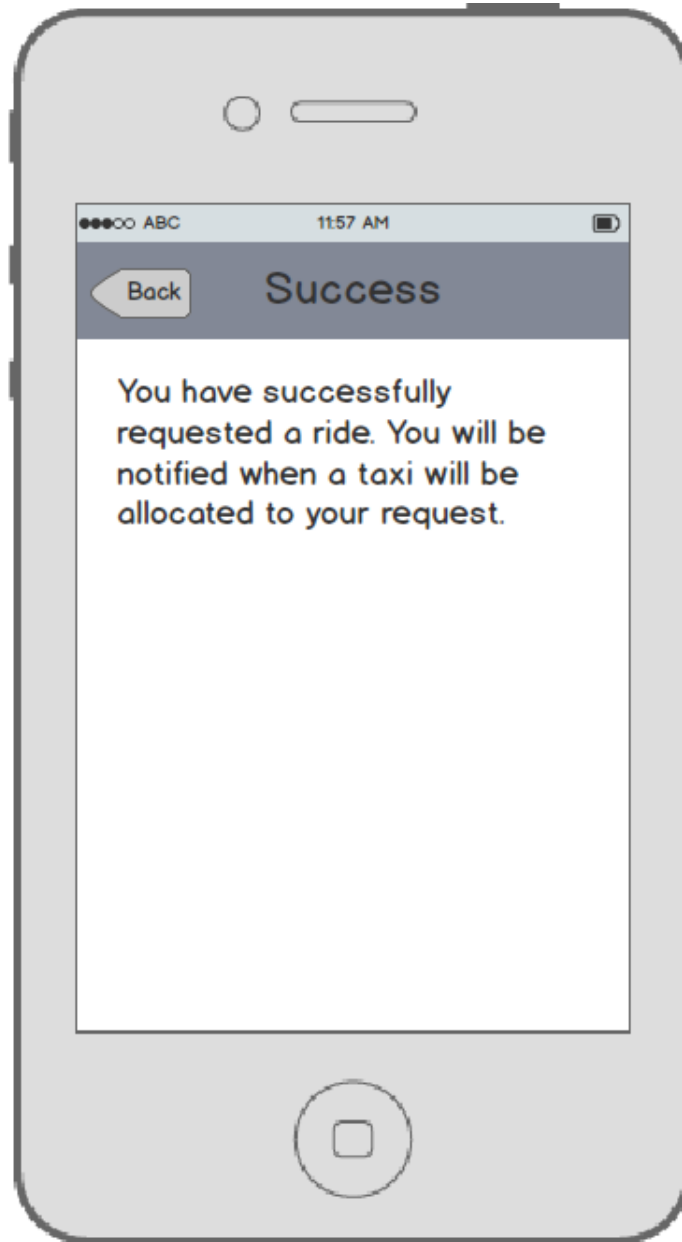 ABC 11:57 AM
Back Success
You have successfully
requested a ride. You will be
notified when a taxi will be
allocated to your request.